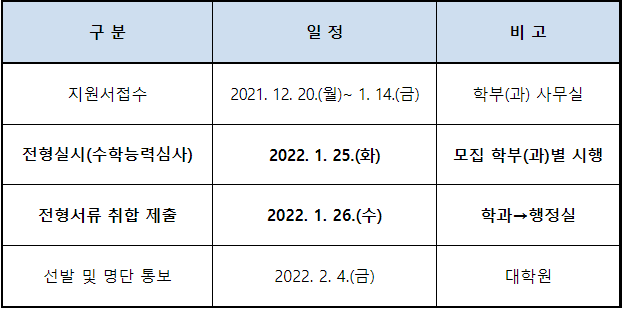 구 분 일 정 비 고
지원서접수 2021. 12. 20.(월)~ 1. 14.(금) 학부(과) 사무실
전형실시(수학능력심사) 2022. 1. 25.(화) 모집 학부(과)별 시행
전형서류 취합 제출 2022. 1. 26.(수) 학과→행정실
선발 및 명단 통보 2022. 2. 4.(금) 대학원